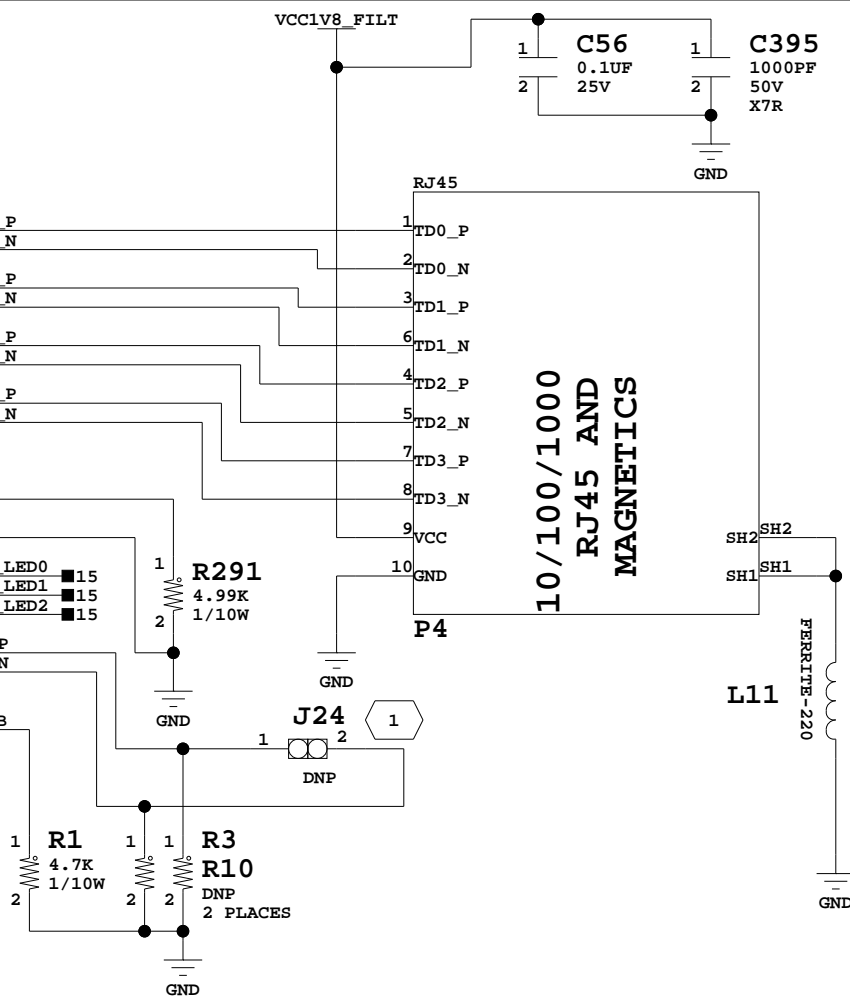 VCC1V8_FILT
1 C56
0.1UF
2 25V
1 C395
1000PF
2 50V
X7R
GND
RJ45
_P
_N
_P
_N
_P
_N
_P
_N
1 TD0_P
2 TD0_N
3 TD1_P
6 TD1_N
4 TD2_P
5 TD2_N
7 TD3_P
8 TD3_N
9 VCC
10 GND
10/100/1000
RJ45 AND
MAGNETICS
SH2 SH2
SH1 SH1
P4
_LED0 15
_LED1 15
_LED2 15
1 R291
4.99K
2 1/10W
GND
GND
P
N
L11
FERRITE-220
GND
B
J24
1 2
DNP
1
1 R1
4.7K
2 1/10W
1 1 R3
R10
2 2 DNP
2 PLACES
GND